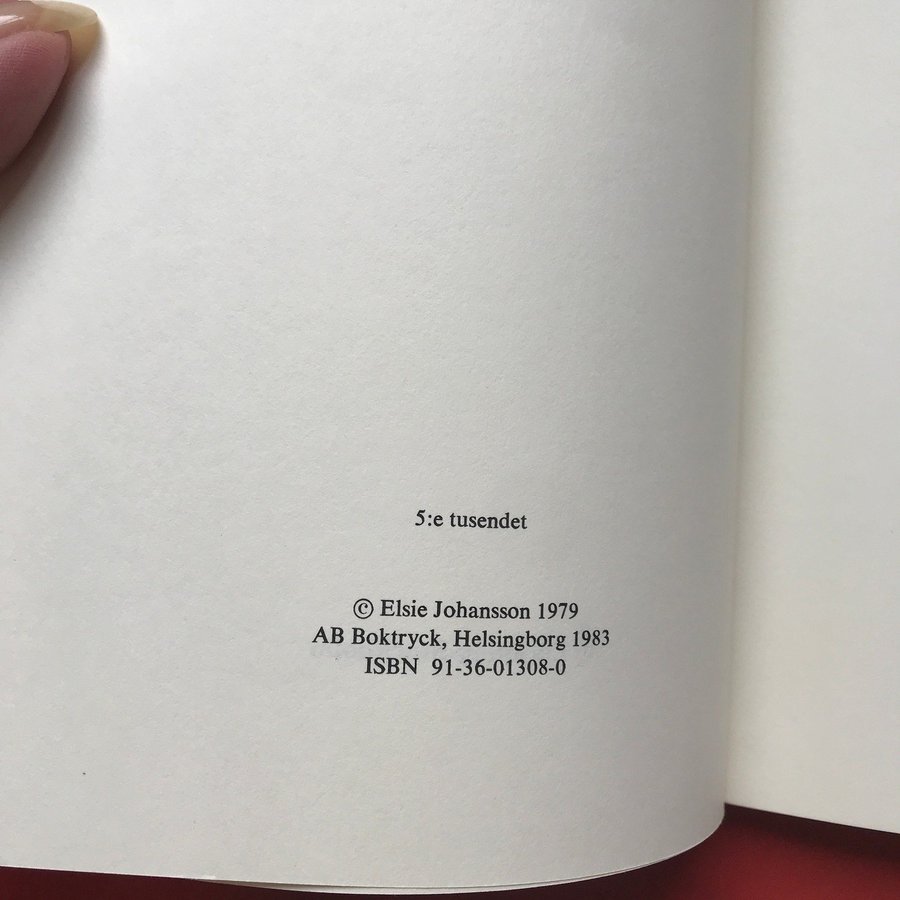 5:e tusendet
© Elsie Johansson 1979
AB Boktryck, Helsingborg 1983
ISBN 91-36-01308-0